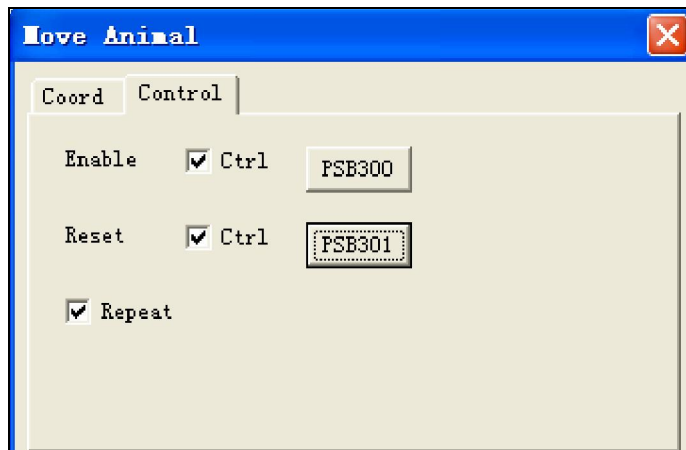 Move Animal
Coord Control
Enable Ctrl PSB300
Reset Ctrl PSB301
Repeat